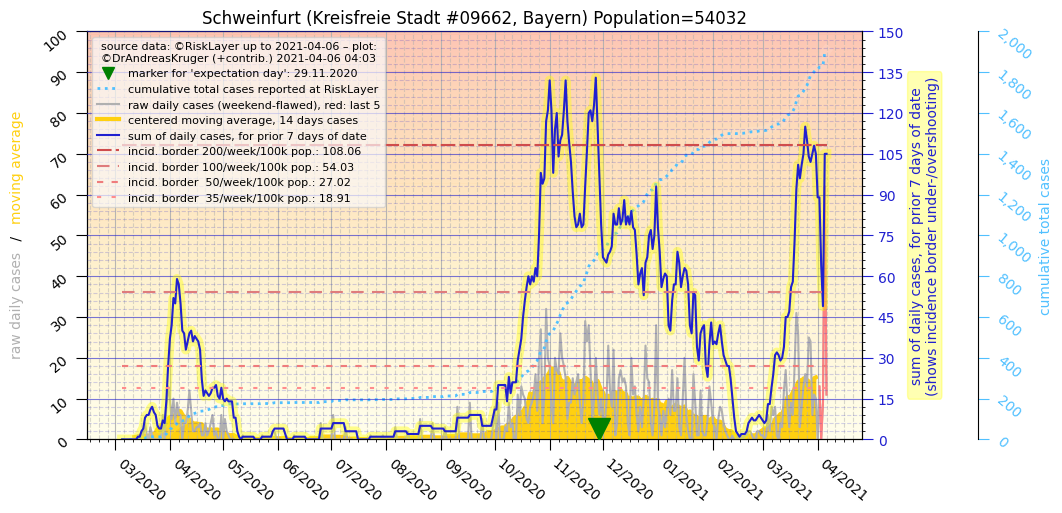 Schweinfurt (Kreisfreie Stadt #09662, Bayern) Population=54032
source data: ©RiskLayer up to 2021-04-06 – plot:
©DrAndreasKruger (+contrib.) 2021-04-06 04:03
marker for 'expectation day': 29.11.2020
cumulative total cases reported at RiskLayer
raw daily cases (weekend-flawed), red: last 5
centered moving average, 14 days cases
sum of daily cases, for prior 7 days of date
incid. border 200/week/100k pop.: 108.06
incid. border 100/week/100k pop.: 54.03
incid. border  50/week/100k pop.: 27.02
incid. border  35/week/100k pop.: 18.91
raw daily cases / moving average
100
90
80
70
60
50
40
30
20
10
0
03/2020
04/2020
05/2020
06/2020
07/2020
08/2020
09/2020
10/2020
11/2020
12/2020
01/2021
02/2021
03/2021
04/2021
150
135
120
105
90
75
60
45
30
15
0
sum of daily cases, for prior 7 days of date
(shows incidence border under-/overshooting)
2,000
1,800
1,600
1,400
1,200
1,000
800
600
400
200
0
cumulative total cases